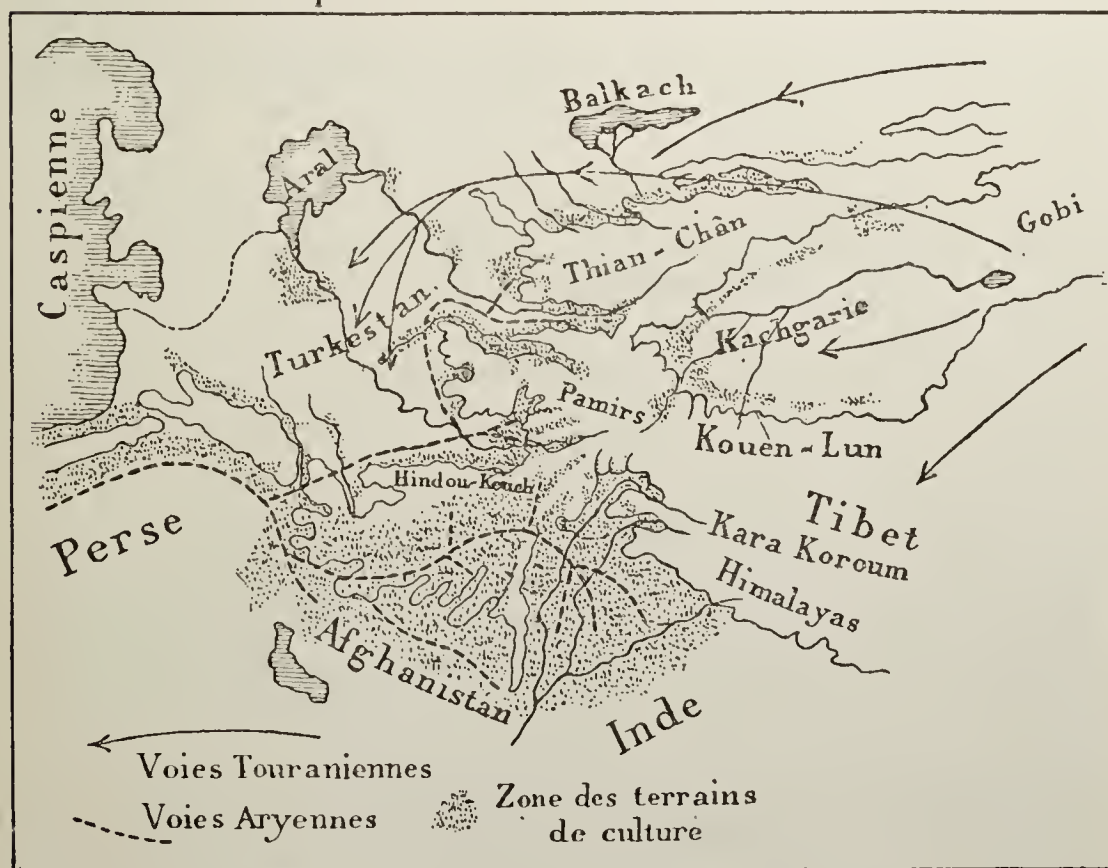 Balkach
Caspienne
Aral
Gobi
Thian-Chân
Kachgarie
Turkestan.
Pamirs
Kouèn-Lun
Hindou-Kouch
Tibet
Perse
Kara Koroum
Himalayas
Afghanistan
Inde
Voies Touraniennes
Voies Aryennes
Zone des terrains
de culture